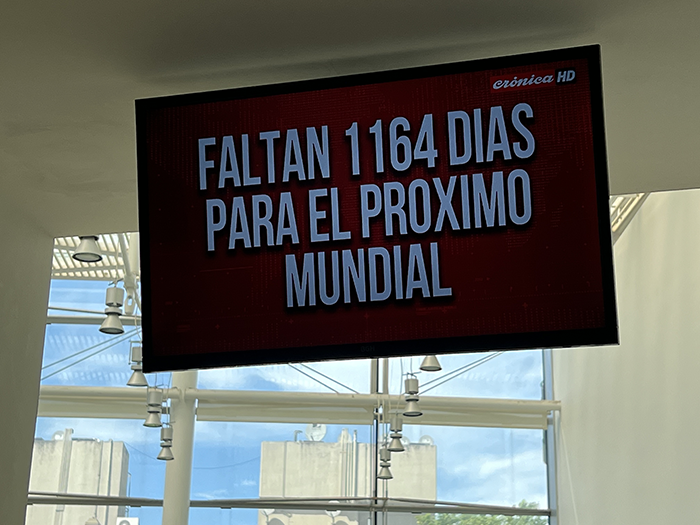 crónica HD
FALTAN 1164 DIAS
PARA EL PROXIMO
MUNDIAL